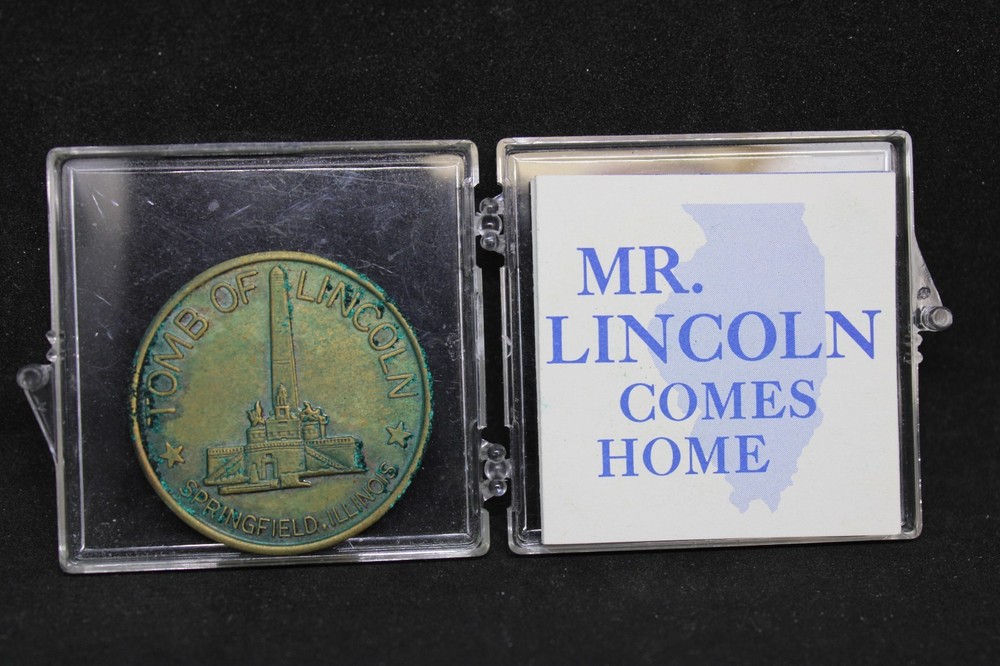 TOMB OF LINCOLN
SPRINGFIELD, ILLINOIS
MR.
LINCOLN
COMES
HOME